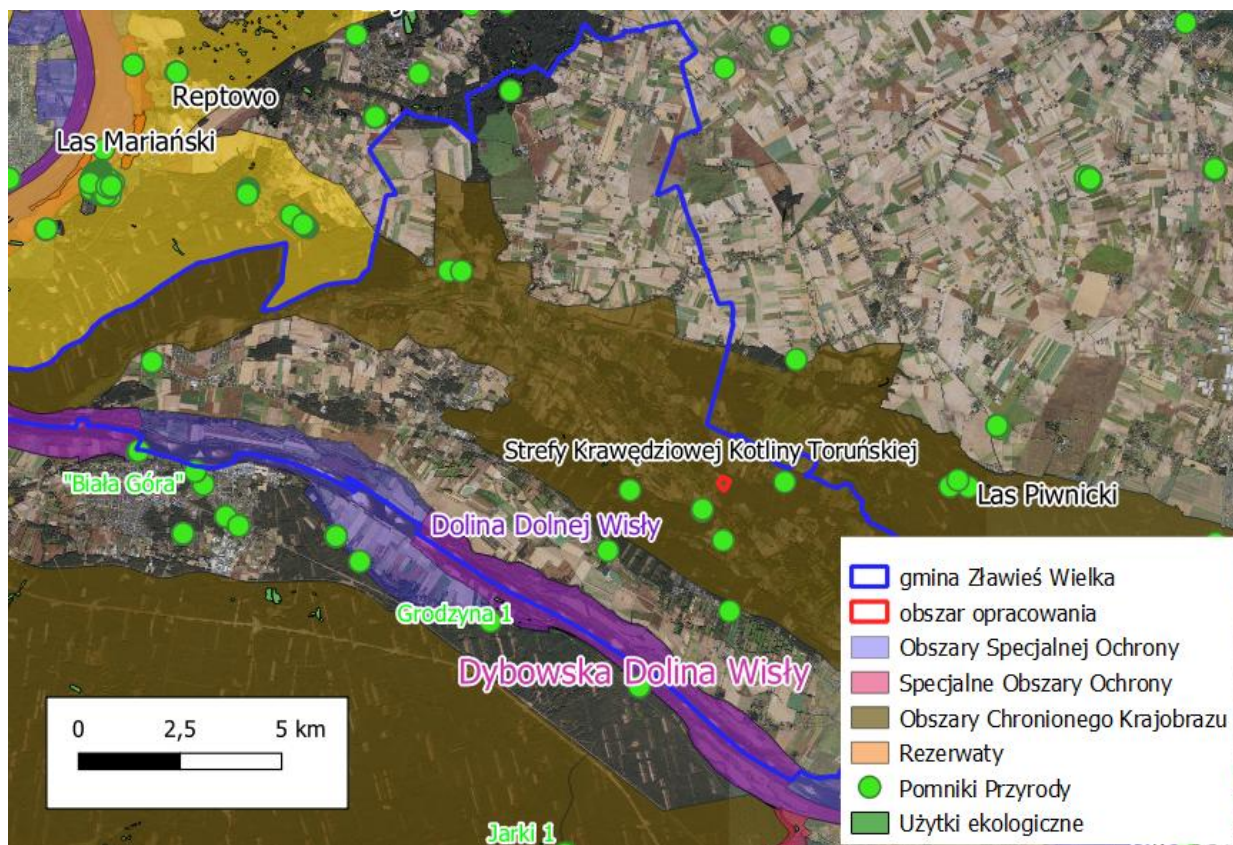 Reptowo
Las Mariański
Strefy Krawędziowej Kotliny Toruńskiej
"Biała Góra"
Las Piwnicki
Dolina Dolnej Wisły
Grodzyna 1
Dybowska Dolina Wisły
Jarki 1
0 2,5 5 km
gmina Zławieś Wielka
obszar opracowania
Obszary Specjalnej Ochrony
Specjalne Obszary Ochrony
Obszary Chronionego Krajobrazu
Rezerwaty
Pomniki Przyrody
Użytki ekologiczne